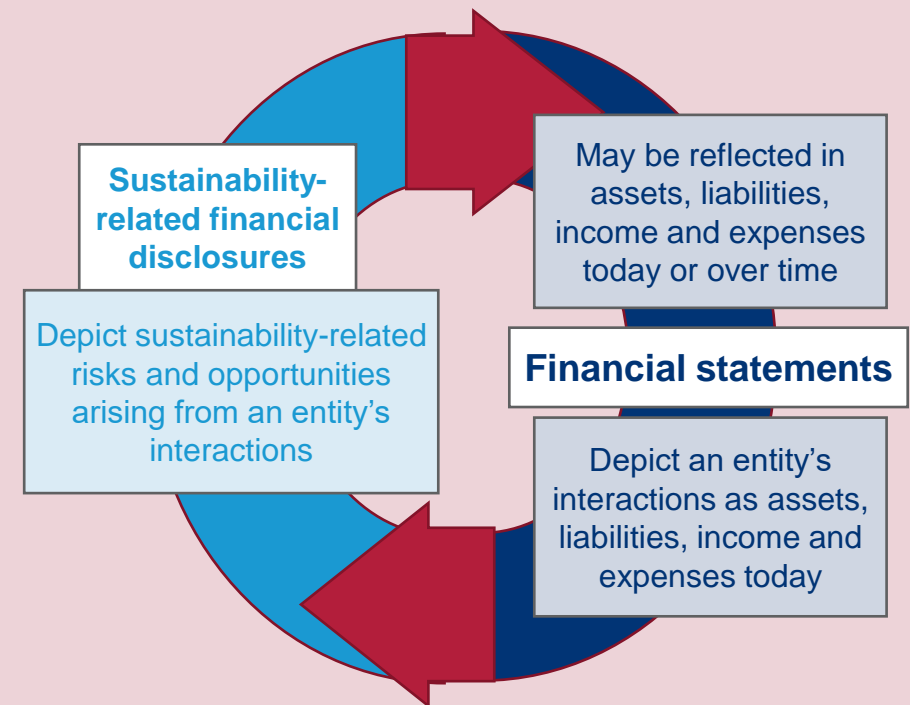 Sustainability-
related financial
disclosures
Depict sustainability-related
risks and opportunities
arising from an entity’s
interactions
May be reflected in
assets, liabilities,
income and expenses
today or over time
Financial statements
Depict an entity’s
interactions as assets,
liabilities, income and
expenses today